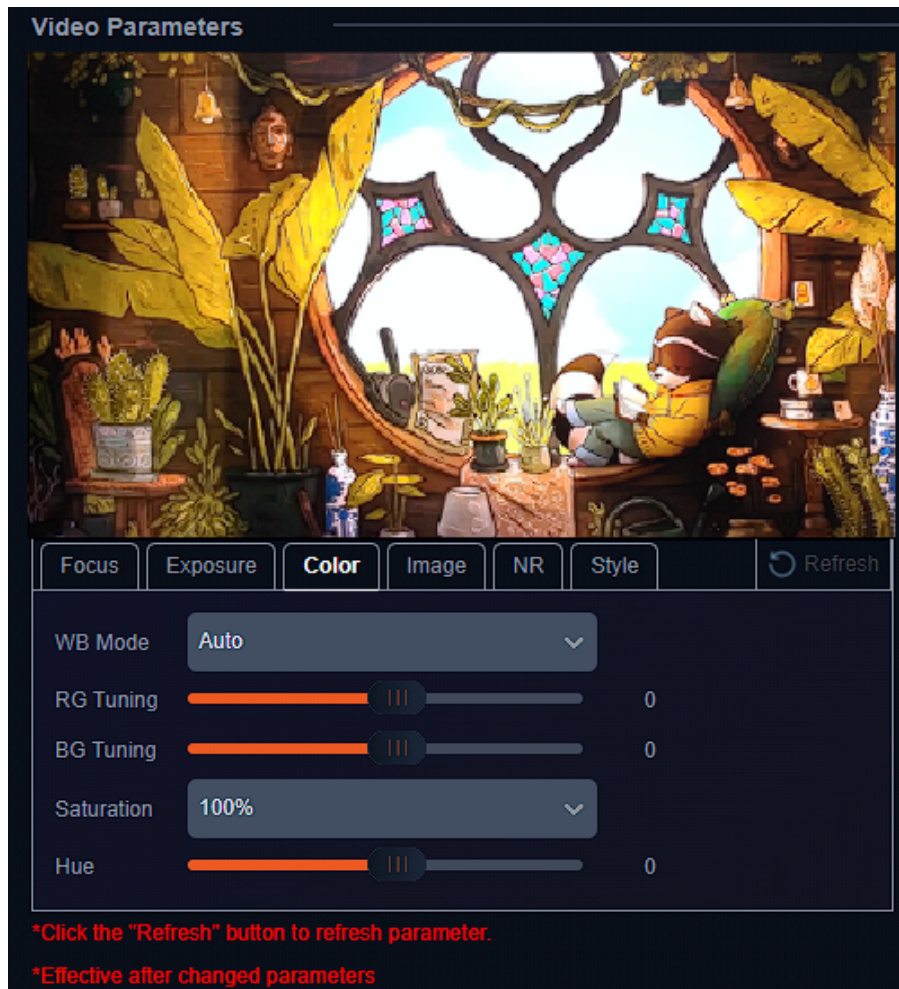 Video Parameters
Focus Exposure Color Image NR Style Refresh
WB Mode Auto
RG Tuning 0
BG Tuning 0
Saturation 100%
Hue 0
*Click the "Refresh" button to refresh parameter.
*Effective after changed parameters